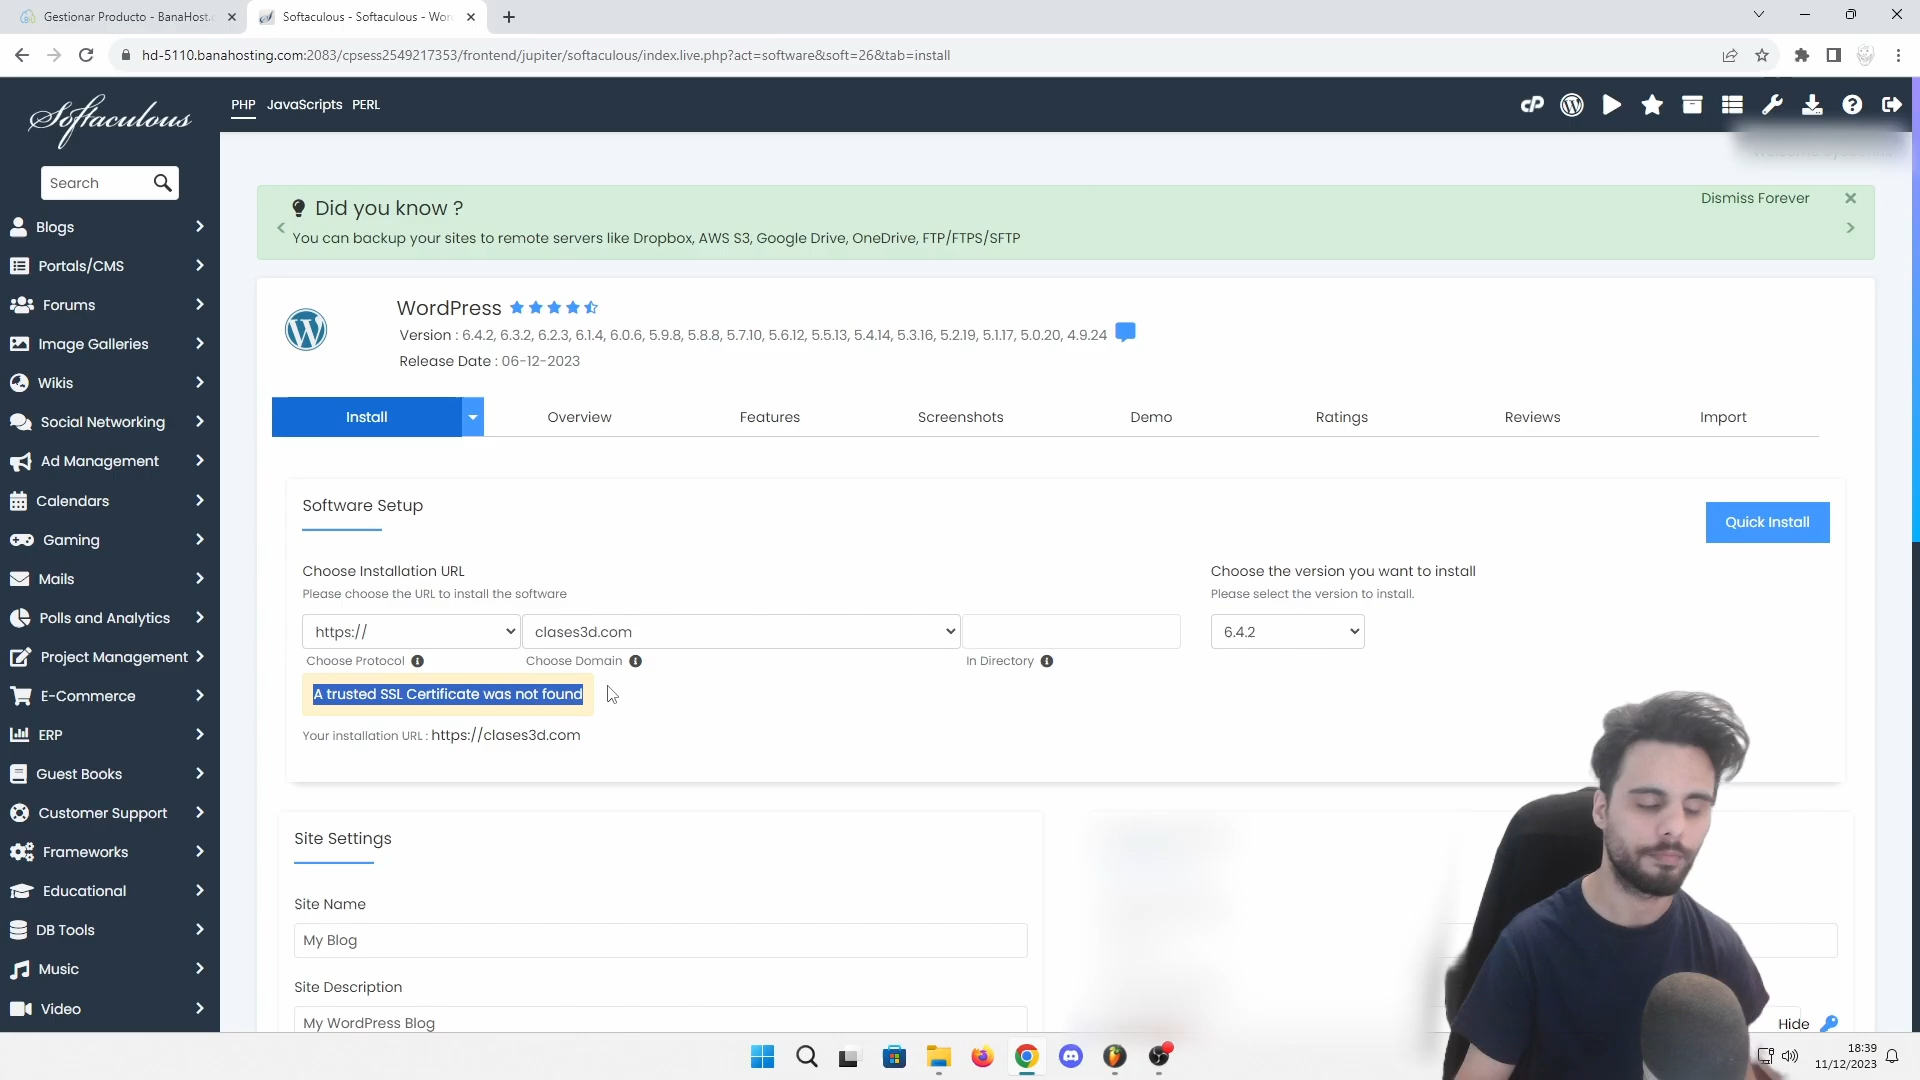 Gestionar Producto - BanaHost.
Softaculous - Softaculous - Wor
hd-5110.banahosting.com:2083/cpsess2549217353/frontend/jupiter/softaculous/index.live.php?act=software&soft=26&tab=install
Softaculous
PHP JavaScripts PERL
Search
Blogs
Portals/CMS
Forums
Image Galleries
Wikis
Social Networking
Ad Management
Calendars
Gaming
Mails
Polls and Analytics
Project Management
E-Commerce
ERP
Guest Books
Customer Support
Frameworks
Educational
DB Tools
Music
Video
Did you know ?
Dismiss Forever
You can backup your sites to remote servers like Dropbox, AWS S3, Google Drive, OneDrive, FTP/FTPS/SFTP
WordPress
Version : 6.4.2, 6.3.2, 6.2.3, 6.1.4, 6.0.6, 5.9.8, 5.8.8, 5.7.10, 5.6.12, 5.5.13, 5.4.14, 5.3.16, 5.2.19, 5.1.17, 5.0.20, 4.9.24
Release Date : 06-12-2023
Install Overview Features Screenshots Demo Ratings Reviews Import
Software Setup
Quick Install
Choose Installation URL
Please choose the URL to install the software
https:// clases3d.com
Choose Protocol Choose Domain In Directory
A trusted SSL Certificate was not found
Your installation URL : https://clases3d.com
Choose the version you want to install
Please select the version to install.
6.4.2
Site Settings
Site Name
My Blog
Site Description
My WordPress Blog
Hide
18:39
11/12/2023